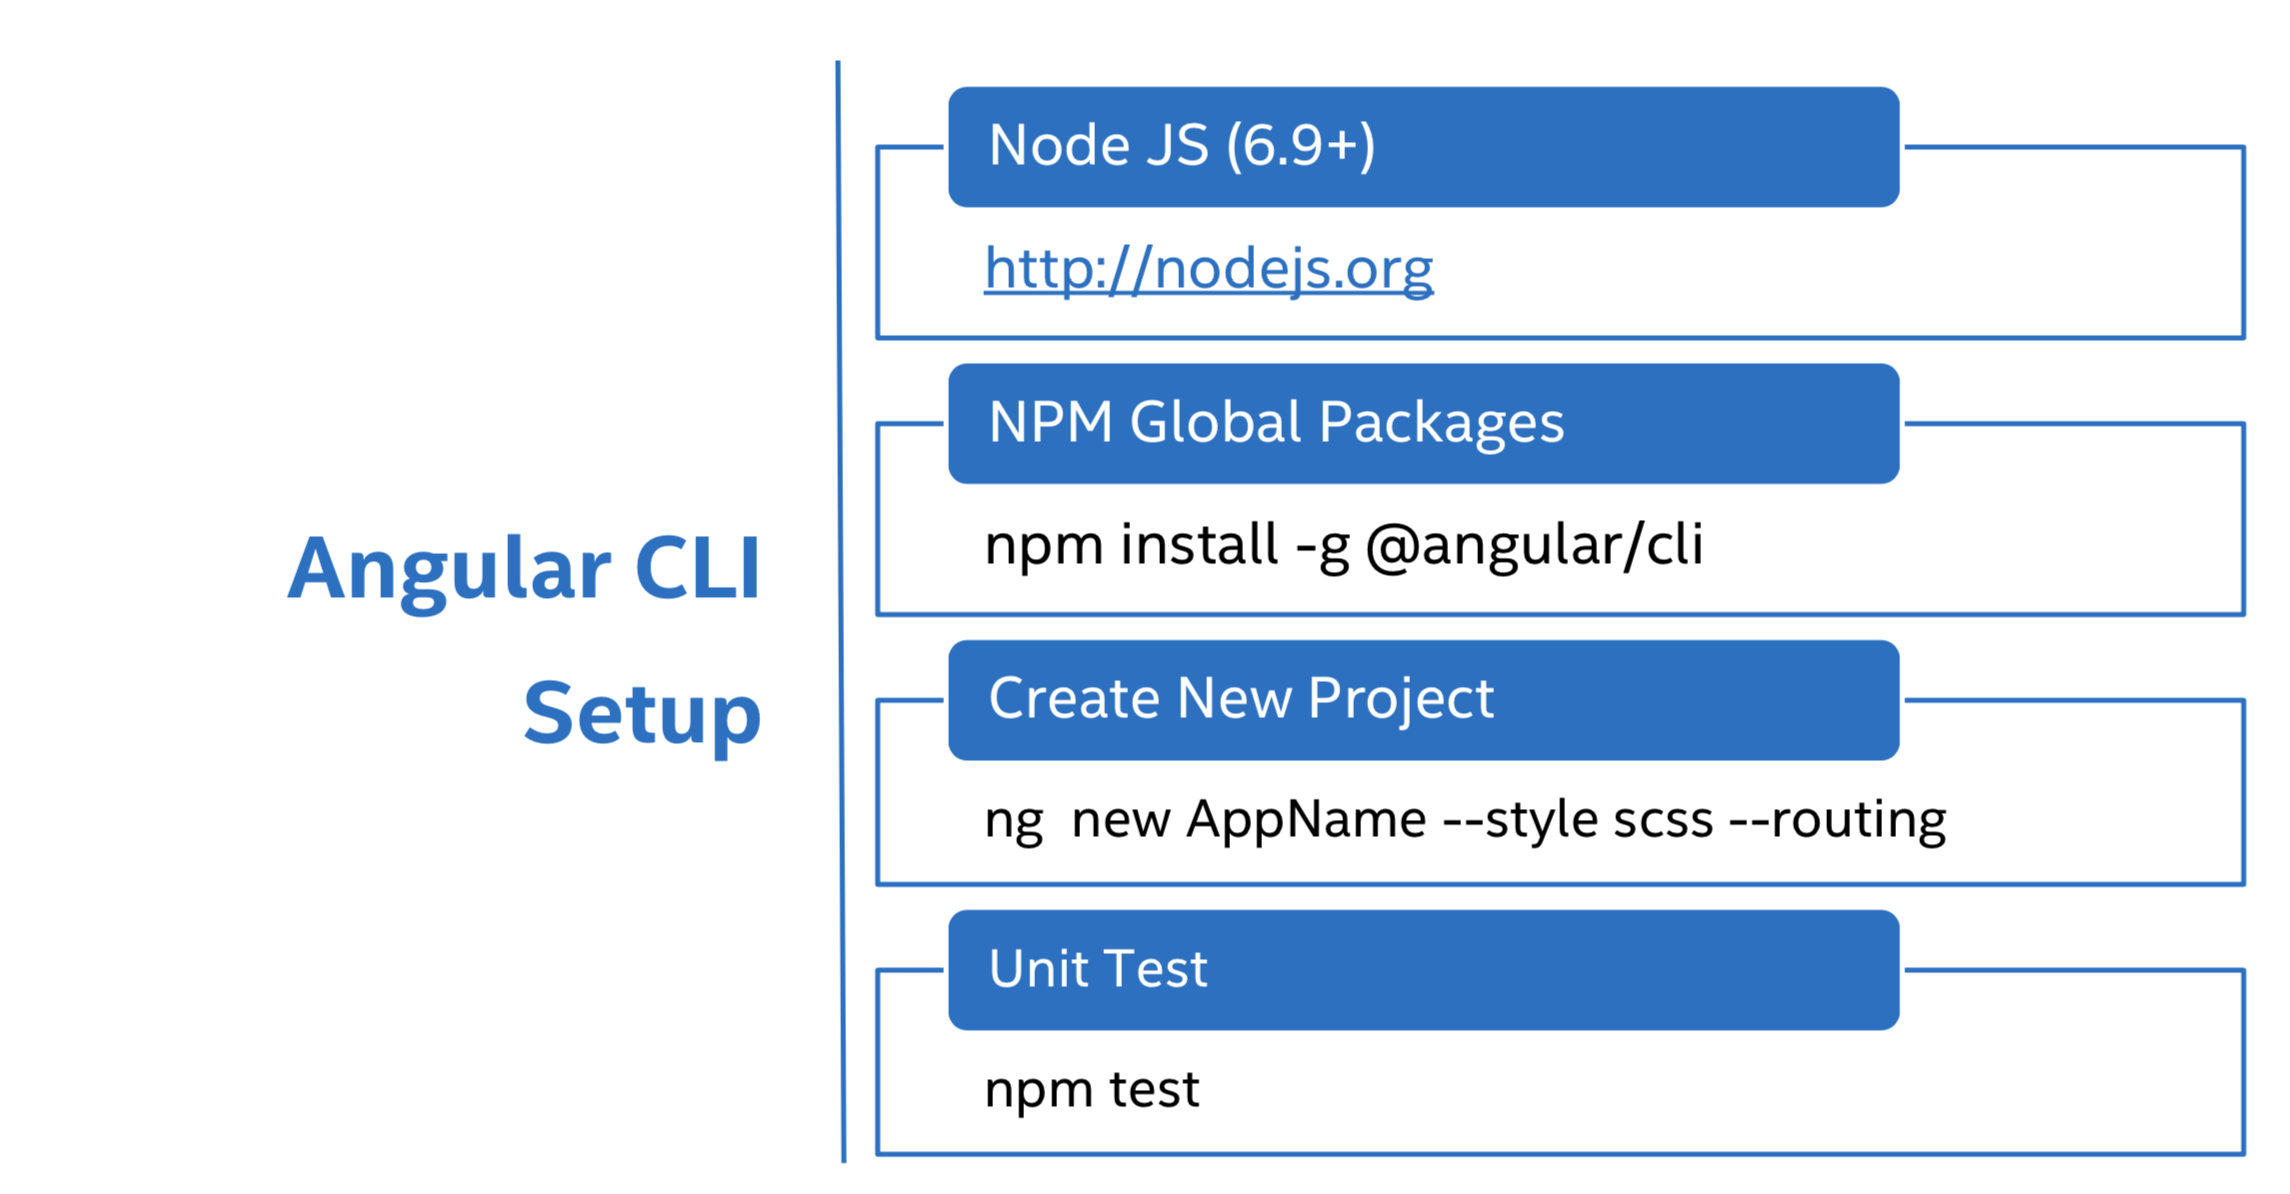 Angular CLI
Setup
Node JS (6.9+)
http://nodejs.org
NPM Global Packages
npm install -g @angular/cli
Create New Project
ng  new AppName --style scss --routing
Unit Test
npm test